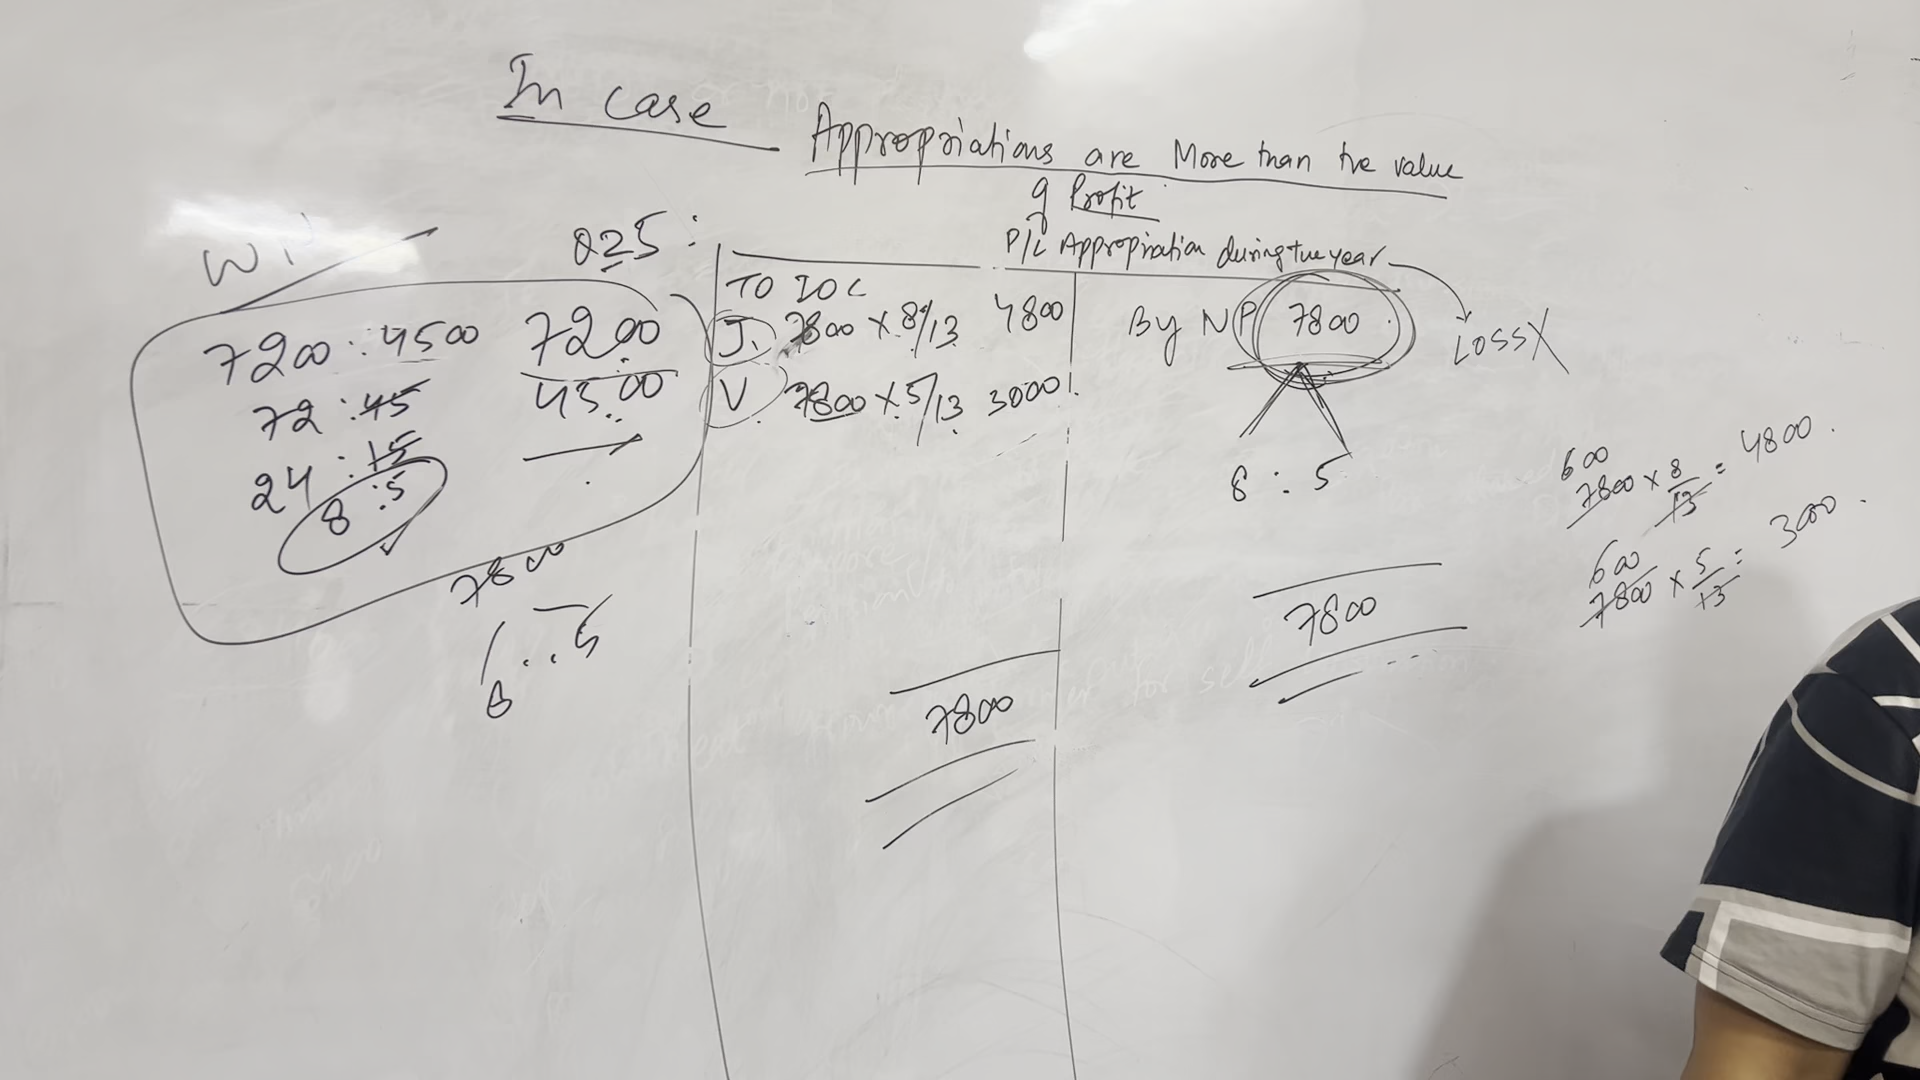 In case
Appropriations are More than the value
of Profit
P/L Appropriation during the year
Q25:
7200 : 4500
72 : 45
24 : 15
8 : 5
7200
4500
7800
8 : 5
TO IOC
J. 7800 × 8/13 4800
V 7800 × 5/13 3000
7800
By NP 7800
Loss X
8 : 5
7800
600
7800 × 8/13 = 4800
600
7800 × 5/13 = 3000